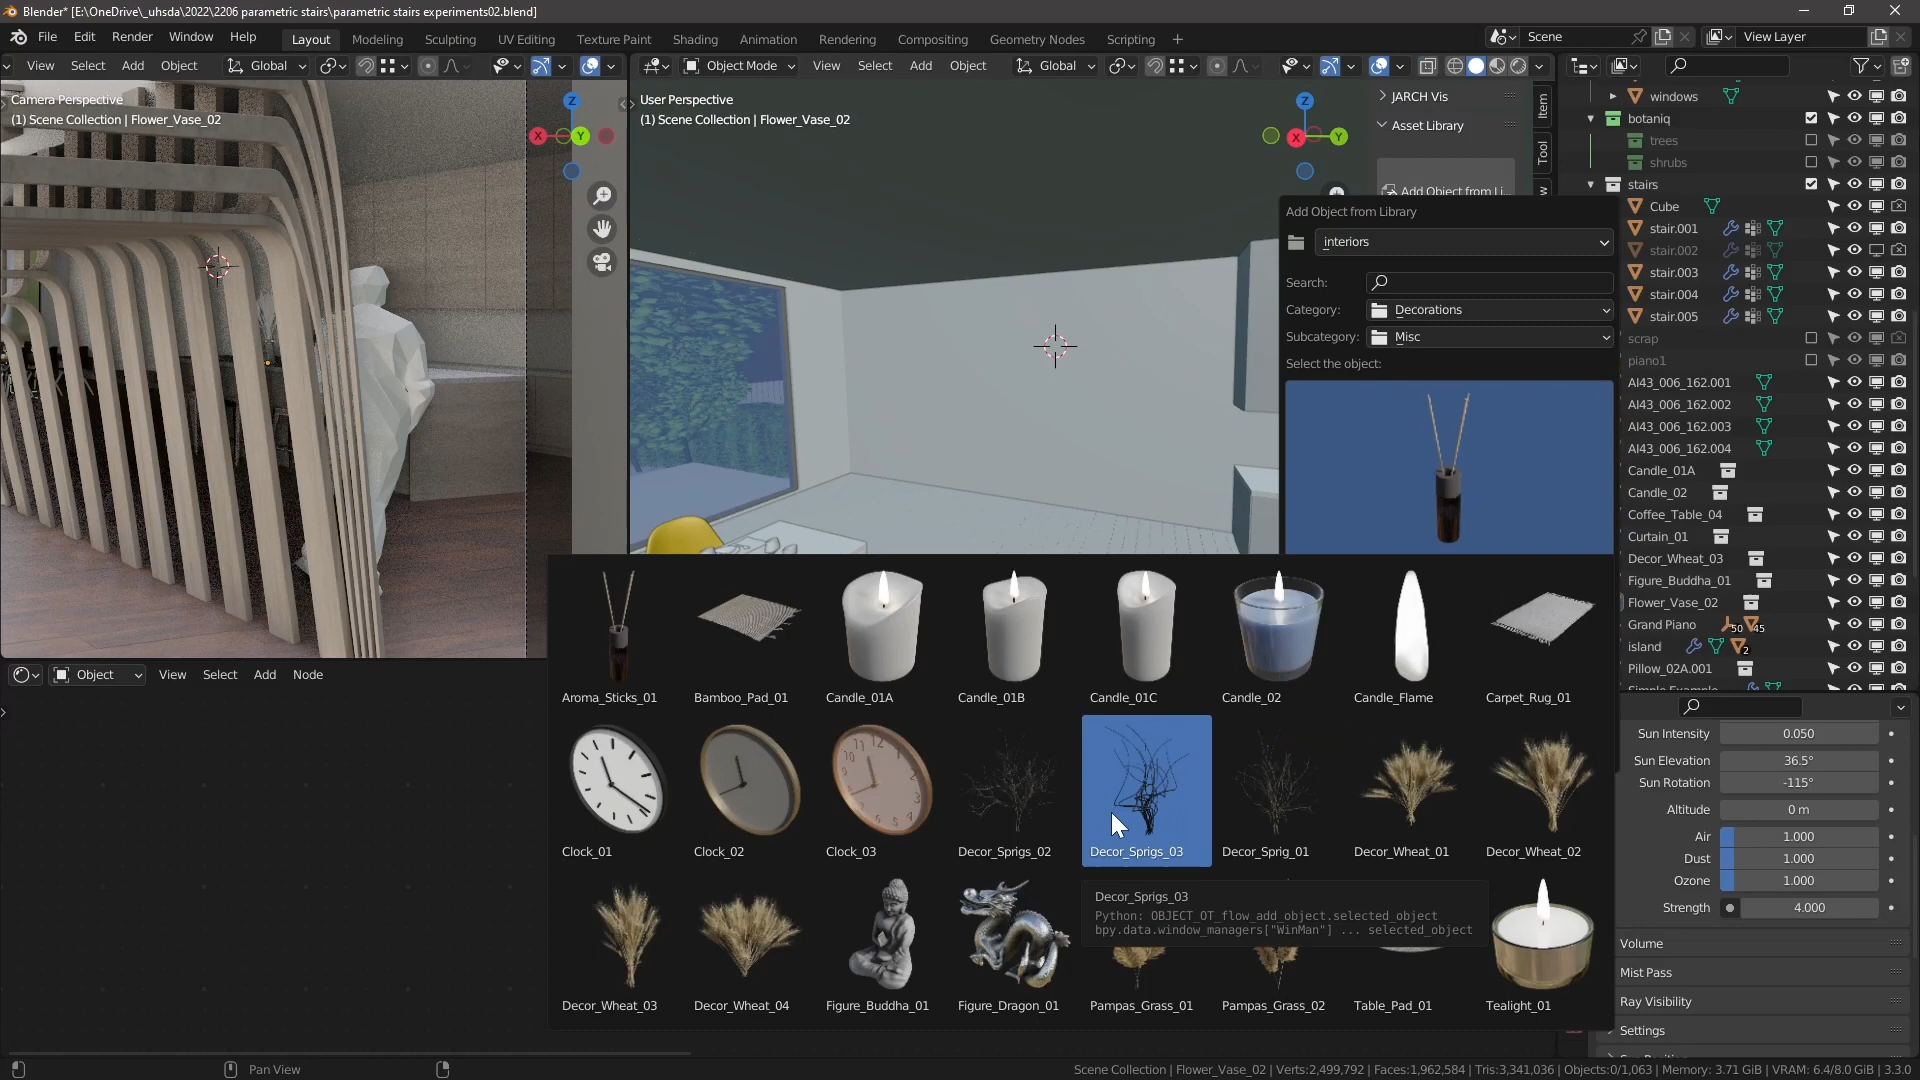 Blender* [E:\OneDrive\_uhsda\2022\2206 parametric stairs\parametric stairs experiments02.blend]
File Edit Render Window Help Layout Modeling Sculpting UV Editing Texture Paint Shading Animation Rendering Compositing Geometry Nodes Scripting + Scene View Layer
View Select Add Object Global Object Mode View Select Add Object Global
Camera Perspective
(1) Scene Collection | Flower_Vase_02
Z
X
Y
User Perspective
(1) Scene Collection | Flower_Vase_02
Z
X
Y
JARCH Vis
Asset Library
Add Object from Li...
Item
Tool
Add Object from Library
interiors
Search:
Category: Decorations
Subcategory: Misc
Select the object:
Aroma_Sticks_01 Bamboo_Pad_01 Candle_01A Candle_01B Candle_01C Candle_02 Candle_Flame Carpet_Rug_01
Clock_01 Clock_02 Clock_03 Decor_Sprigs_02 Decor_Sprigs_03 Decor_Sprig_01 Decor_Wheat_01 Decor_Wheat_02
Decor_Sprigs_03
Python: OBJECT_OT_flow_add_object.selected_object
bpy.data.window_managers["WinMan"] ... selected_object
Decor_Wheat_03 Decor_Wheat_04 Figure_Buddha_01 Figure_Dragon_01 Pampas_Grass_01 Pampas_Grass_02 Table_Pad_01 Tealight_01
windows
botaniq
trees
shrubs
stairs
Cube
stair.001
stair.002
stair.003
stair.004
stair.005
scrap
piano1
AI43_006_162.001
AI43_006_162.002
AI43_006_162.003
AI43_006_162.004
Candle_01A
Candle_02
Coffee_Table_04
Curtain_01
Decor_Wheat_03
Figure_Buddha_01
Flower_Vase_02
Grand Piano 50 45
island 2
Pillow_02A.001
Sun Intensity 0.050
Sun Elevation 36.5°
Sun Rotation -115°
Altitude 0 m
Air 1.000
Dust 1.000
Ozone 1.000
Strength 4.000
Volume
Mist Pass
Ray Visibility
Settings
Object View Select Add Node
Pan View
Scene Collection | Flower_Vase_02 | Verts:2,499,792 | Faces:1,962,584 | Tris:3,341,036 | Objects:0/1,063 | Memory: 3.71 GiB | VRAM: 6.4/8.0 GiB | 3.3.0